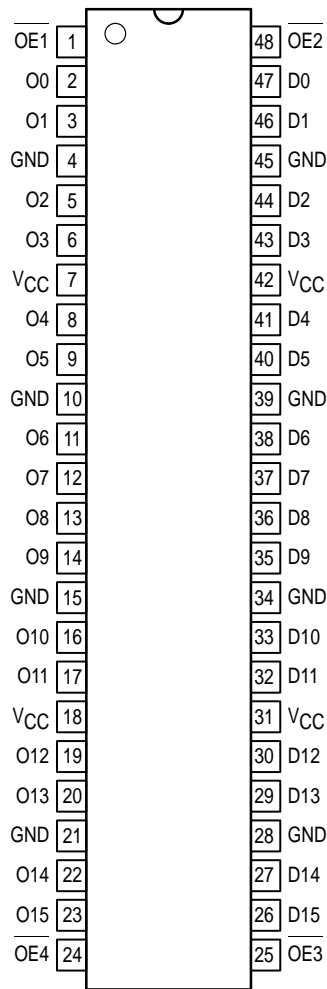 OE1 1 48 OE2
O0 2 47 D0
O1 3 46 D1
GND 4 45 GND
O2 5 44 D2
O3 6 43 D3
VCC 7 42 VCC
O4 8 41 D4
O5 9 40 D5
GND 10 39 GND
O6 11 38 D6
O7 12 37 D7
O8 13 36 D8
O9 14 35 D9
GND 15 34 GND
O10 16 33 D10
O11 17 32 D11
VCC 18 31 VCC
O12 19 30 D12
O13 20 29 D13
GND 21 28 GND
O14 22 27 D14
O15 23 26 D15
OE4 24 25 OE3